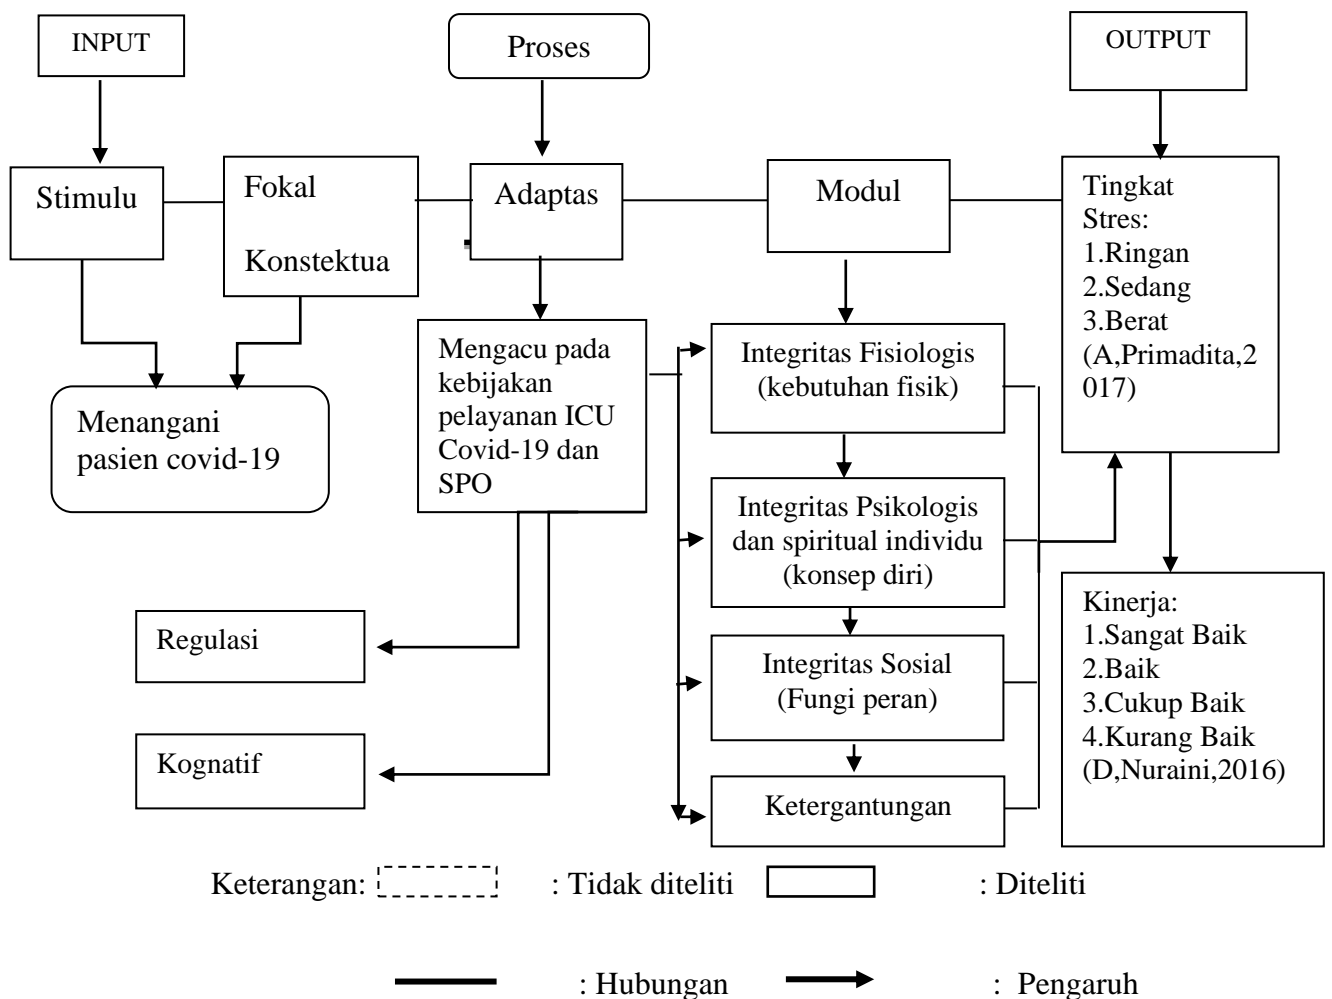 INPUT
Proses
OUTPUT
Stimulu
Fokal
Konstektua
Adaptas
Modul
Tingkat
Stres:
1.Ringan
2.Sedang
3.Berat
(A,Primadita,2
017)
Menangani
pasien covid-19
Mengacu pada
kebijakan
pelayanan ICU
Covid-19 dan
SPO
Integritas Fisiologis
(kebutuhan fisik)
Integritas Psikologis
dan spiritual individu
(konsep diri)
Integritas Sosial
(Fungi peran)
Ketergantungan
Regulasi
Kognatif
Kinerja:
1.Sangat Baik
2.Baik
3.Cukup Baik
4.Kurang Baik
(D,Nuraini,2016)
Keterangan: : Tidak diteliti : Diteliti
: Hubungan : Pengaruh